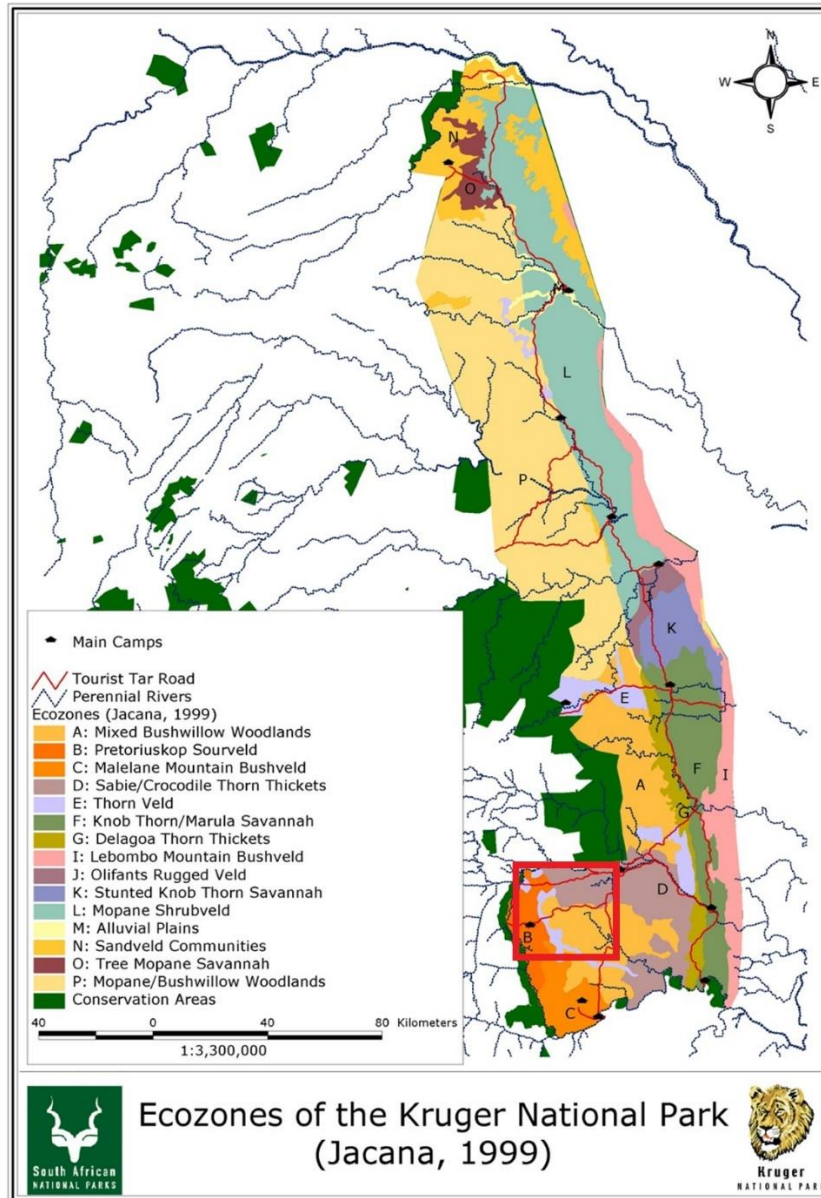 N
W E
S
N
O
M
L
P
J
K
E
F
I
A
G
D
B
C
Main Camps
Tourist Tar Road
Perennial Rivers
Ecozones (Jacana, 1999)
A: Mixed Bushwillow Woodlands
B: Pretoriuskop Sourveld
C: Malelane Mountain Bushveld
D: Sabie/Crocodile Thorn Thickets
E: Thorn Veld
F: Knob Thorn/Marula Savannah
G: Delagoa Thorn Thickets
I: Lebombo Mountain Bushveld
J: Olifants Rugged Veld
K: Stunted Knob Thorn Savannah
L: Mopane Shrubveld
M: Alluvial Plains
N: Sandveld Communities
O: Tree Mopane Savannah
P: Mopane/Bushwillow Woodlands
Conservation Areas
40 0 40 80 Kilometers
1:3,300,000
South African
NATIONAL PARKS
Ecozones of the Kruger National Park
(Jacana, 1999)
Kruger
NATIONAL PARK